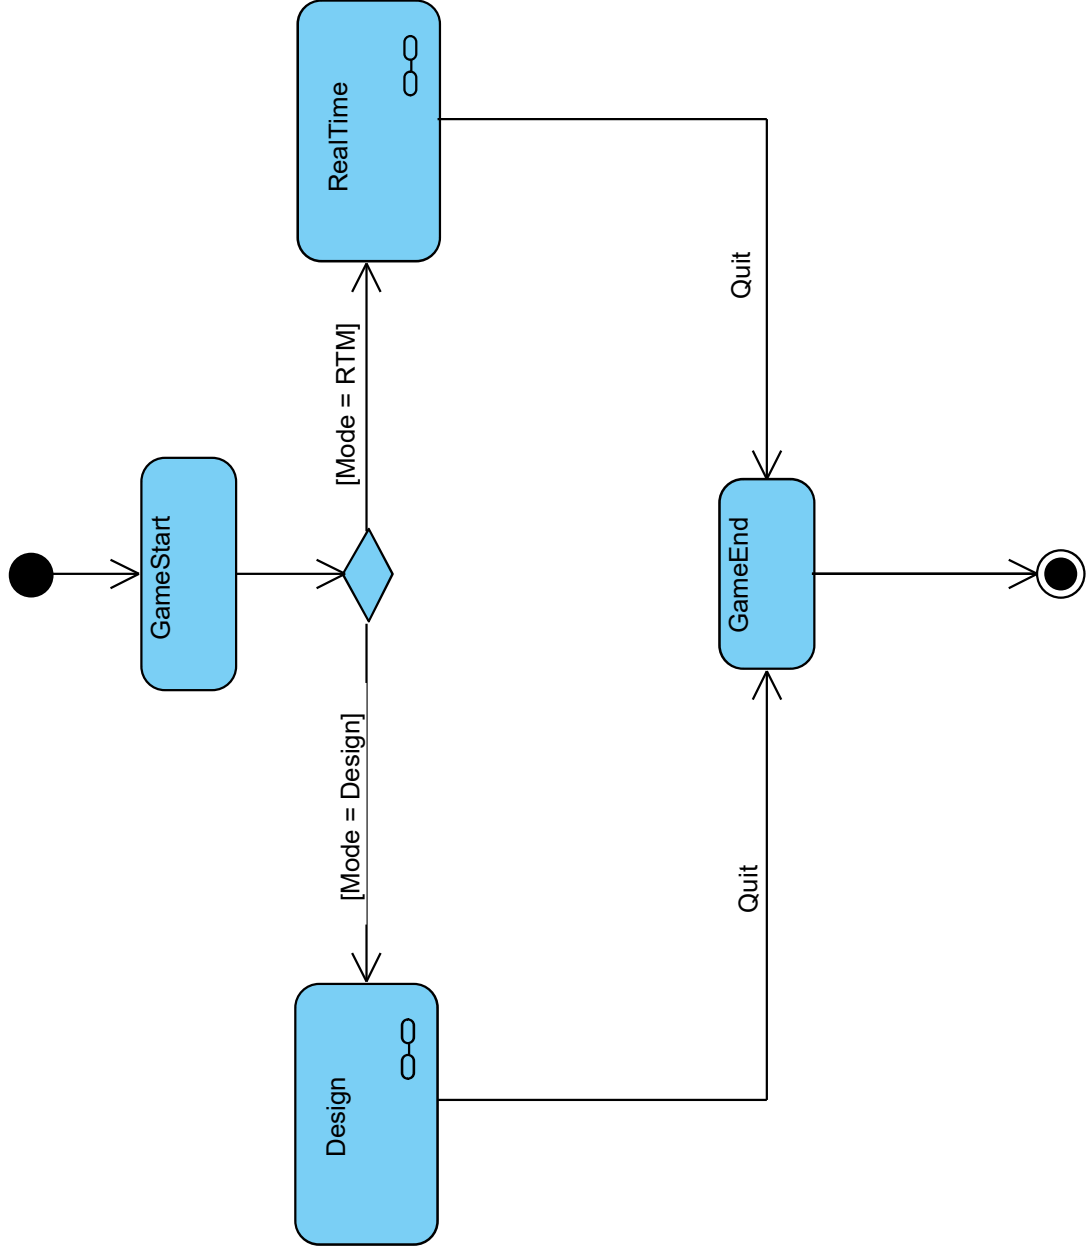 GameStart
[Mode = Design]
[Mode = RTM]
Design
RealTime
Quit
Quit
GameEnd